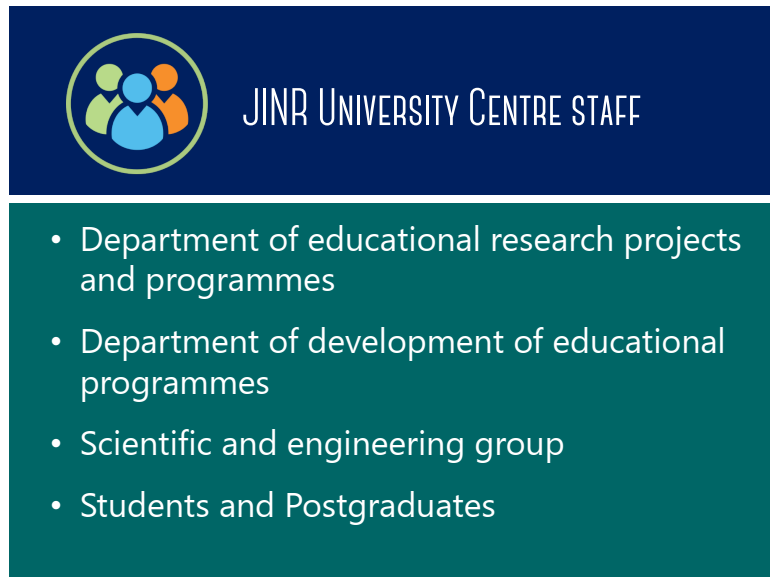 JINR University Centre staff
• Department of educational research projects
and programmes
• Department of development of educational
programmes
• Scientific and engineering group
• Students and Postgraduates